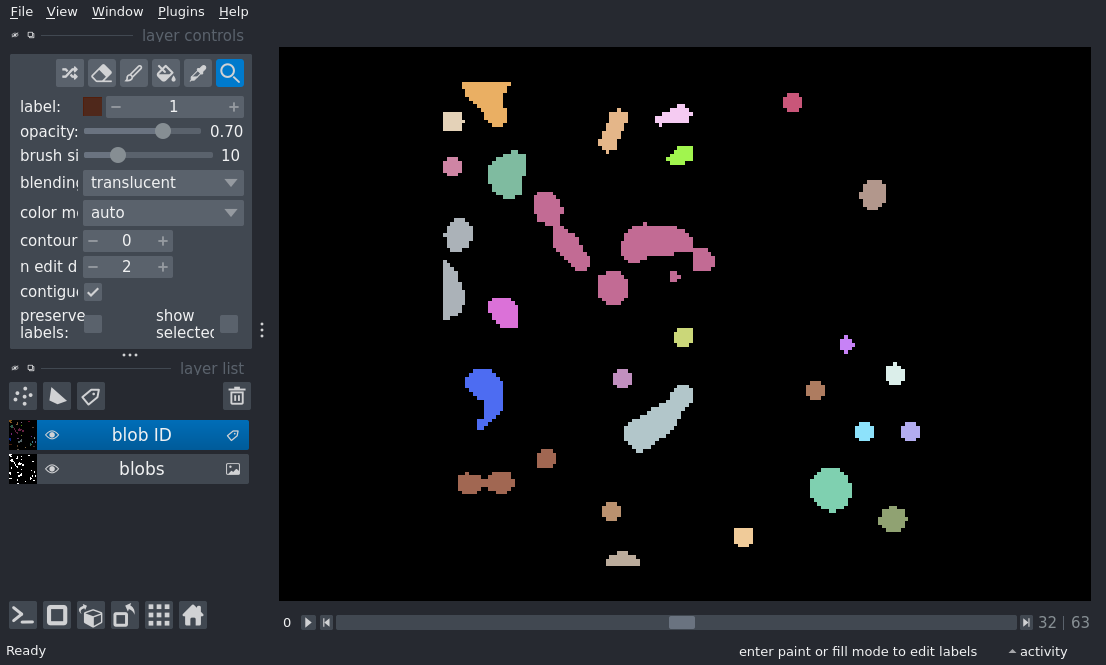 File View Window Plugins Help
layer controls
label: 1
opacity: 0.70
brush si 10
blending translucent
color m auto
contour 0
n edit d 2
contigu
preserve labels:
show selected
layer list
blob ID
blobs
0 32 | 63
Ready enter paint or fill mode to edit labels activity